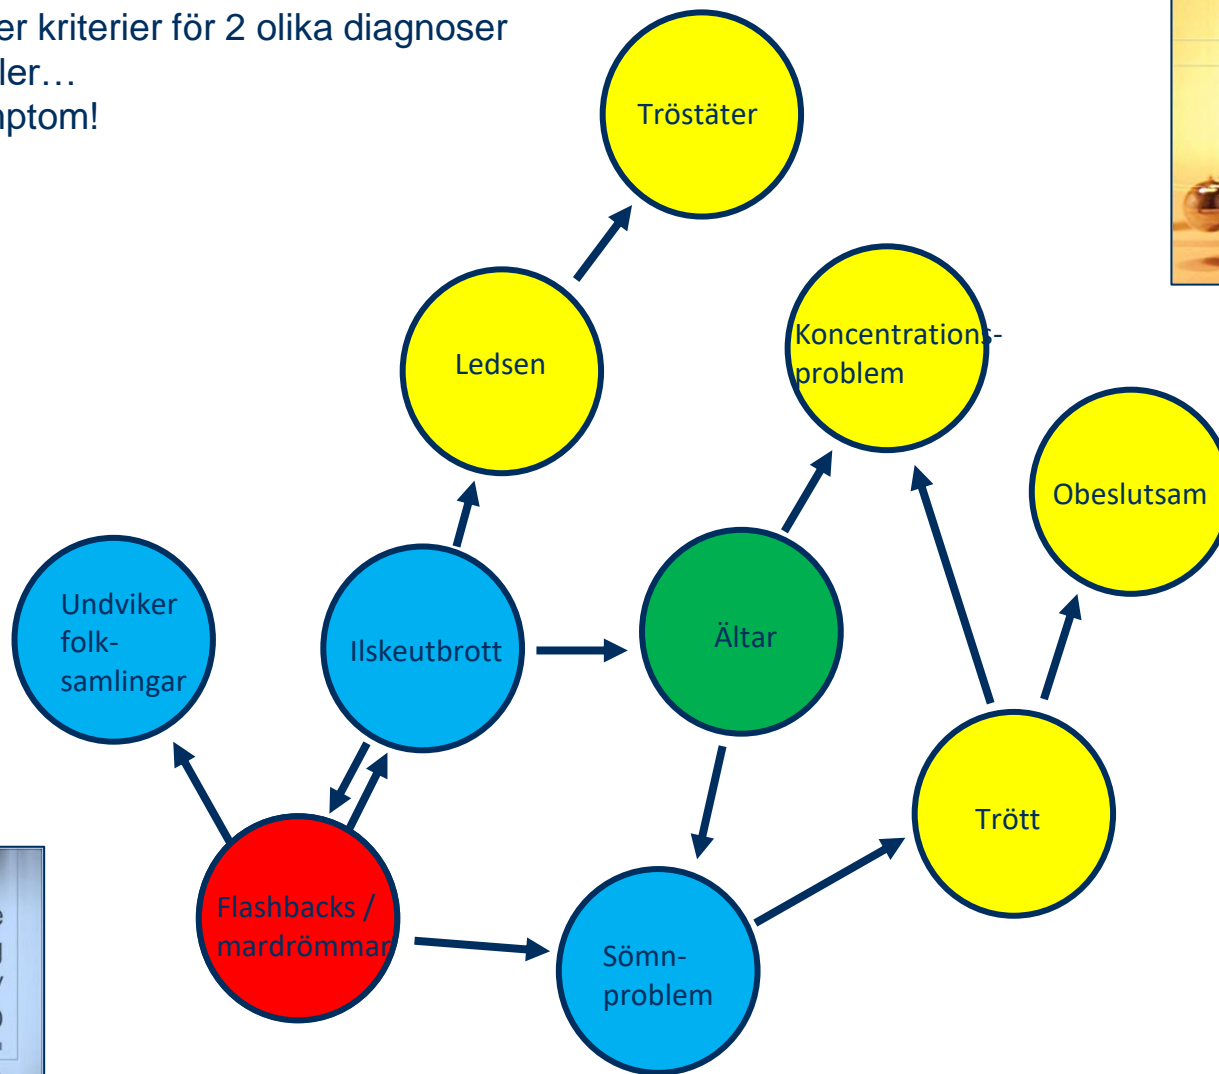 er kriterier för 2 olika diagnoser
ler…
nptom!
Tröstäter
Koncentrations-
problem
Ledsen
Obeslutsam
Undviker
folk-
samlingar
Ilskeutbrott
Ältar
Trött
Flashbacks /
mardrömmar
Sömn-
problem